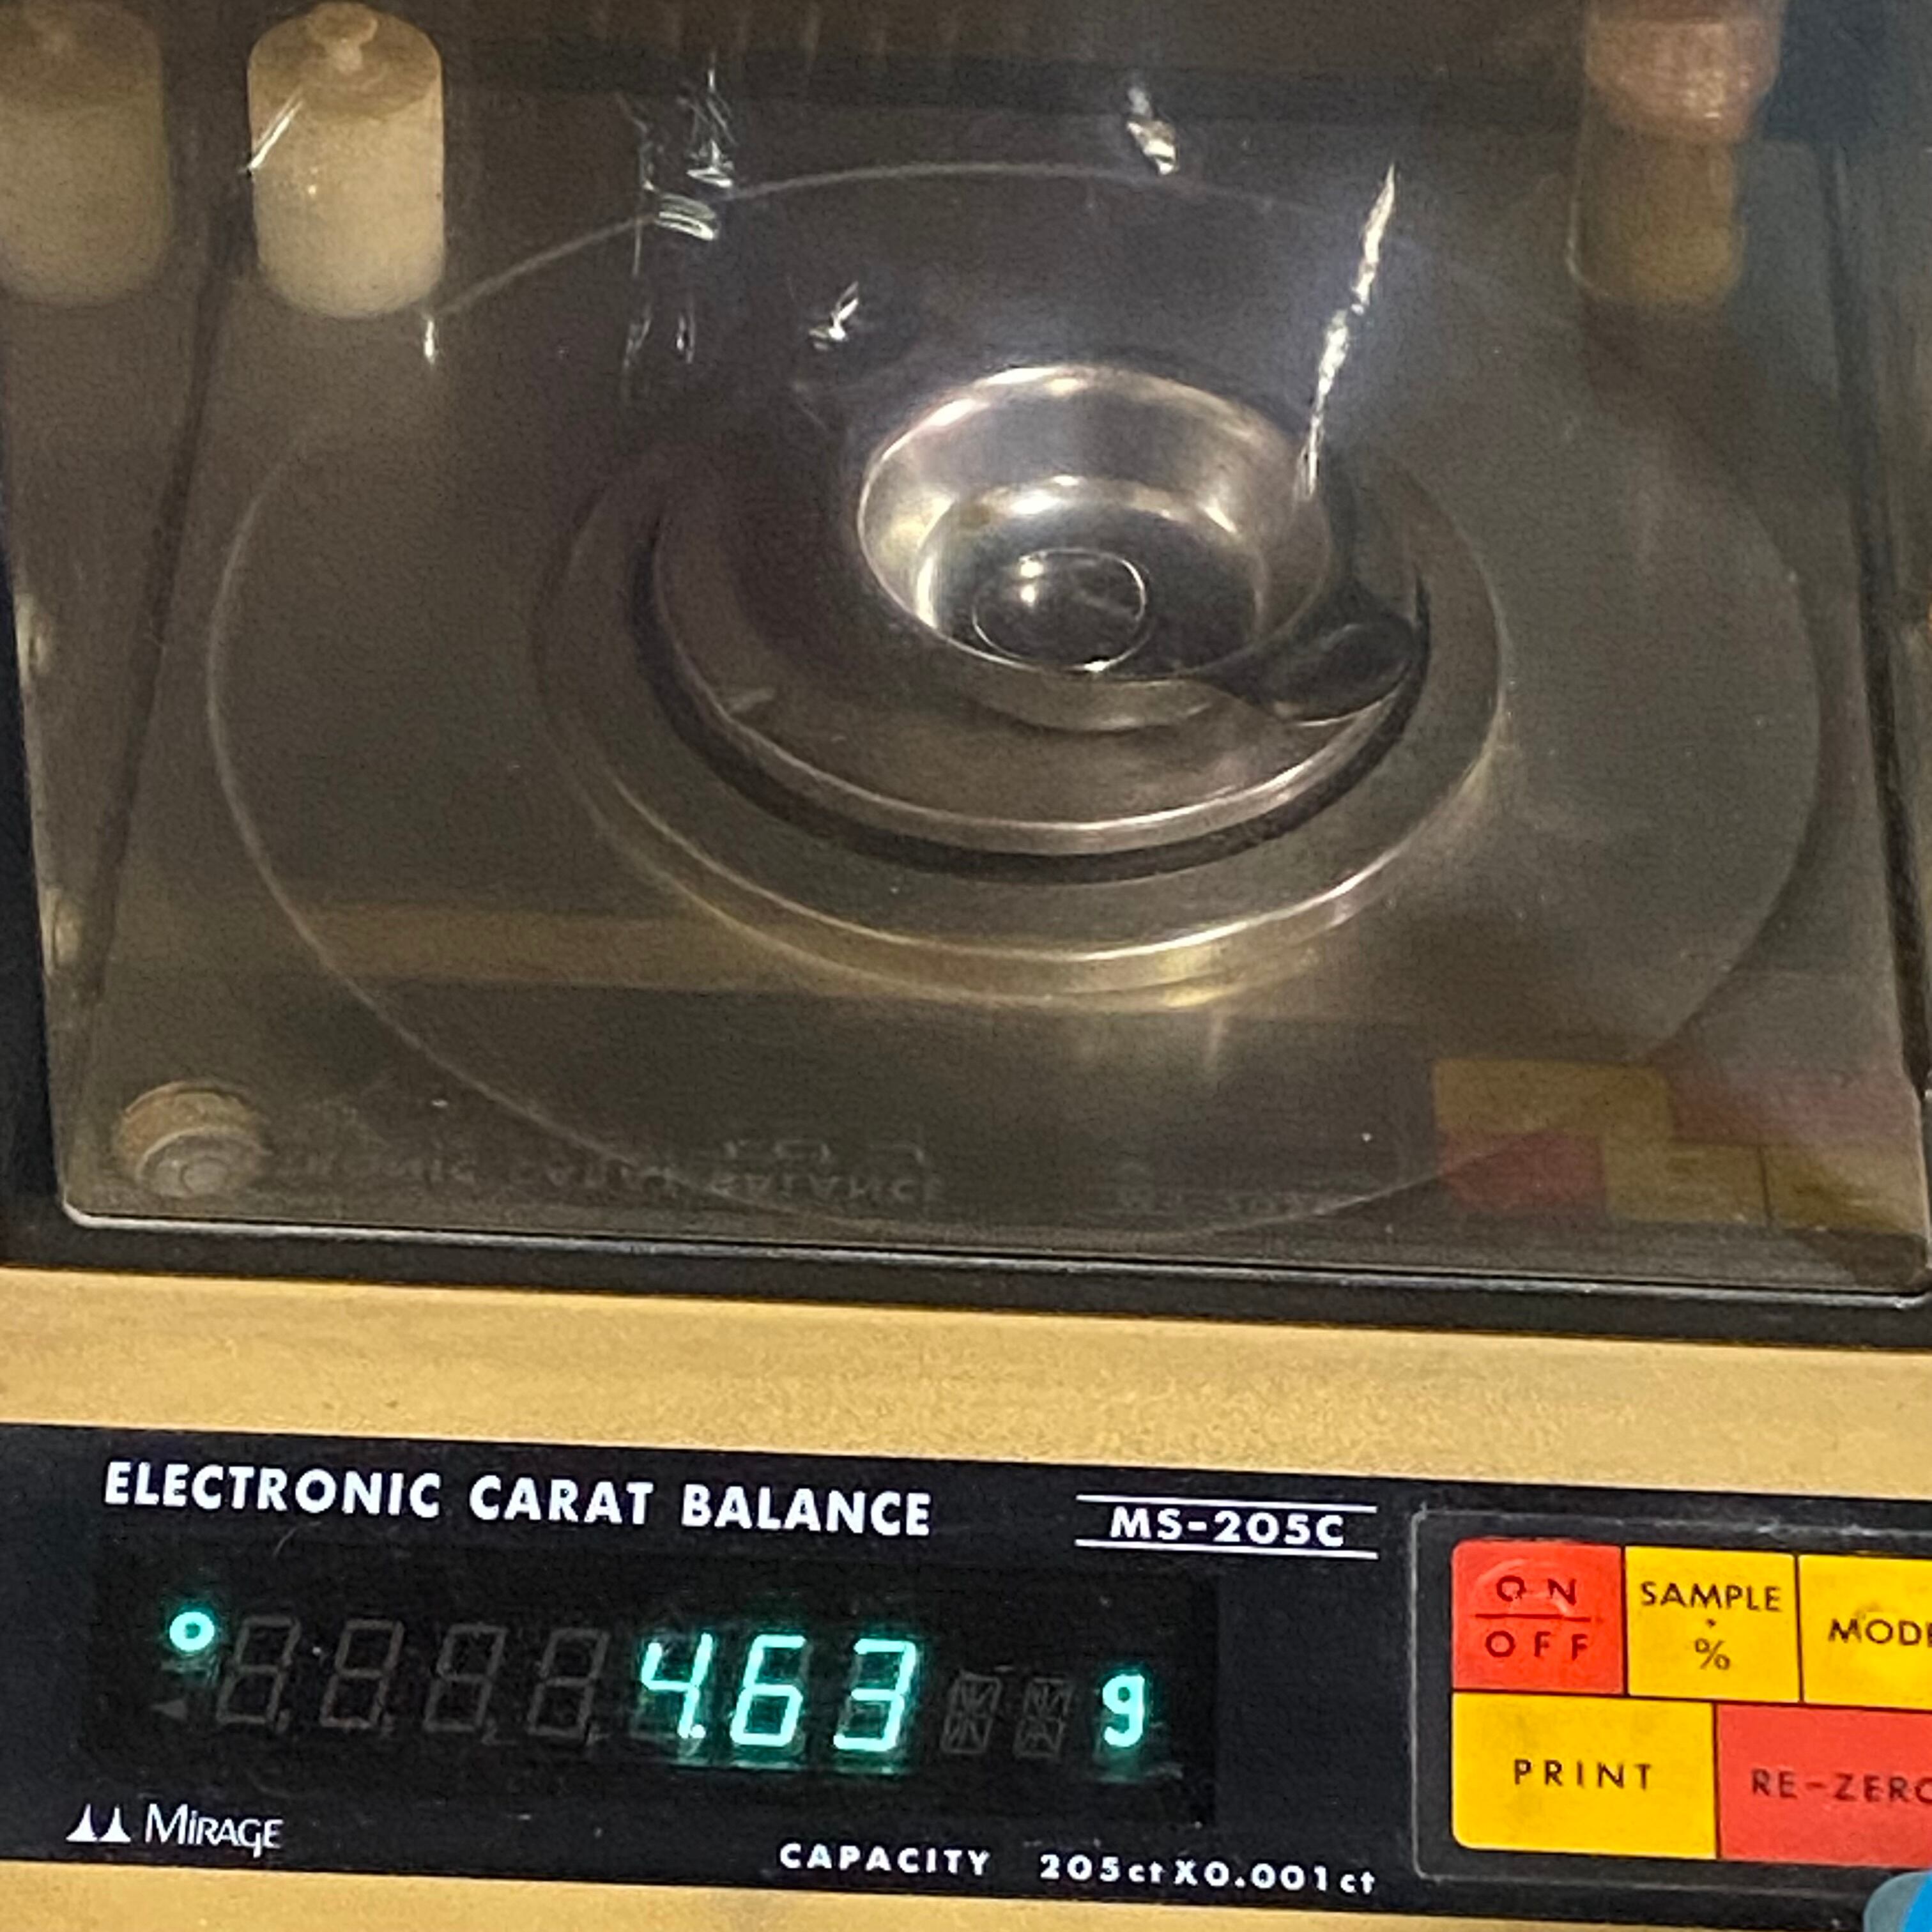 ELECTRONIC CARAT BALANCE
MS-205C
4.63 g
ON
OFF
SAMPLE
%
PRINT
MIRAGE
CAPACITY 205ct X 0.001ct